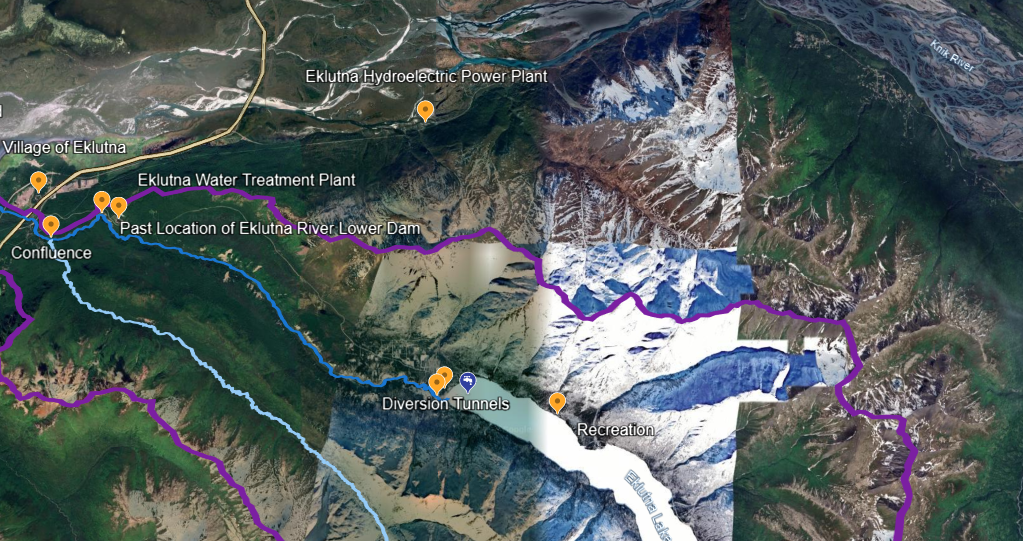 Knik River
Eklutna Hydroelectric Power Plant
Village of Eklutna
Eklutna Water Treatment Plant
Past Location of Eklutna River Lower Dam
Confluence
Diversion Tunnels
Recreation
Eklutna Lake